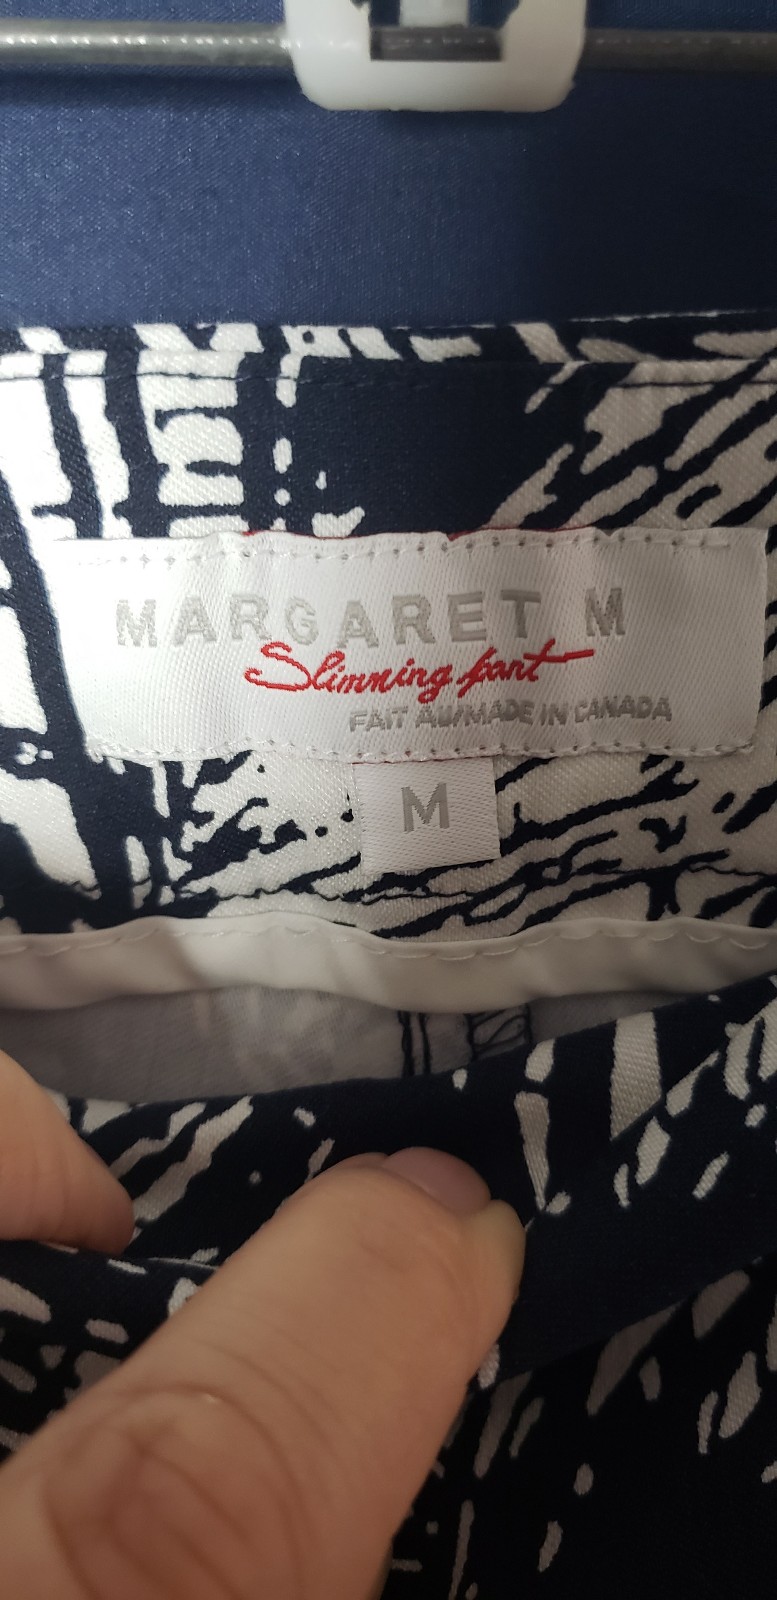 MARGARET M
Slimming pant
FAIT AU/MADE IN CANADA
M